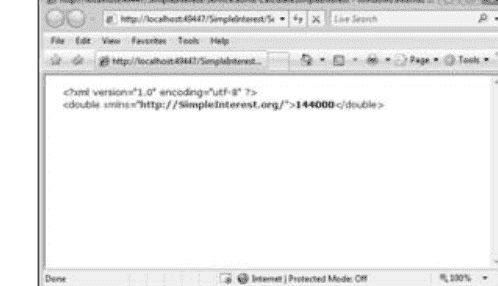 http://localhost:49447/SimpleInterest/Se
Live Search
File Edit View Favorites Tools Help
http://localhost:49447/SimpleInterest...
Page
Tools
<?xml version="1.0" encoding="utf-8" ?>
<double xmlns="http://SimpleInterest.org/">144000</double>
Done
Internet | Protected Mode: Off
100%